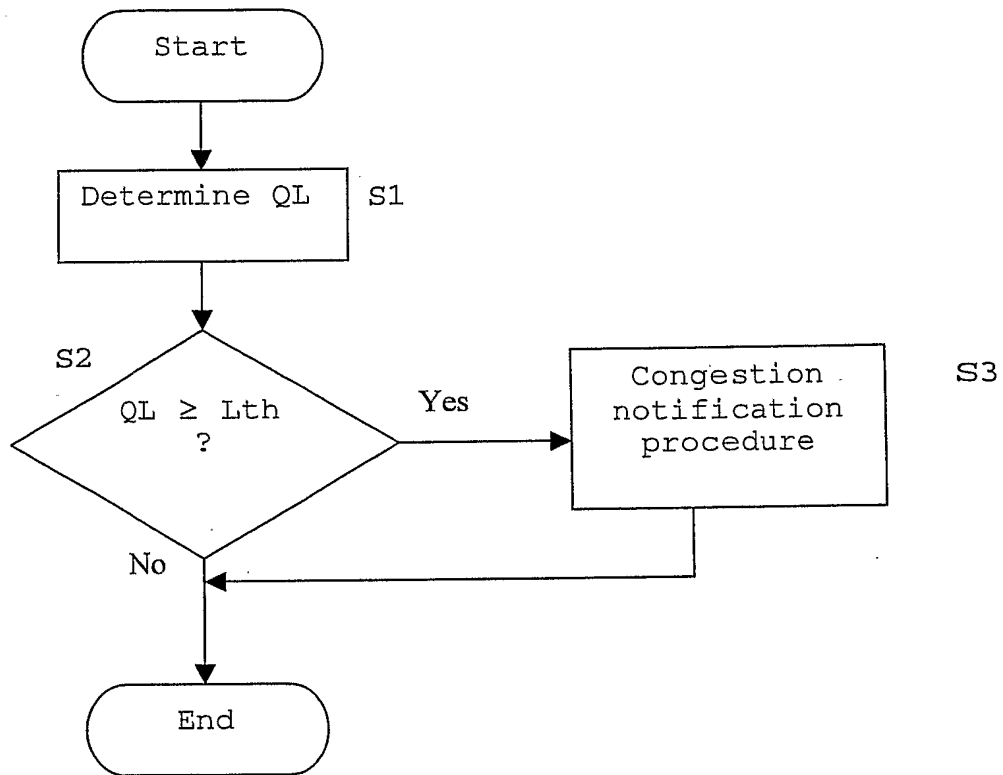 Start
Determine QL
S1
S2
QL ≥ Lth
?
Yes
Congestion
notification
procedure
S3
No
End